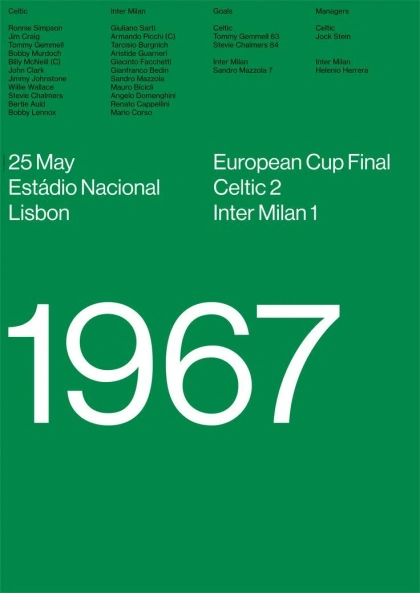 Celtic
Ronnie Simpson
Jim Craig
Tommy Gemmell
Bobby Murdoch
Billy McNeill (C)
John Clark
Jimmy Johnstone
Willie Wallace
Stevie Chalmers
Bertie Auld
Bobby Lennox
Inter Milan
Giuliano Sarti
Armando Picchi (C)
Tarcisio Burgnich
Aristide Guarneri
Giacinto Facchetti
Gianfranco Bedin
Sandro Mazzola
Mauro Bicicli
Angelo Domenghini
Renato Cappellini
Mario Corso
Goals
Celtic
Tommy Gemmell 63
Stevie Chalmers 84
Inter Milan
Sandro Mazzola 7
Managers
Celtic
Jock Stein
Inter Milan
Helenio Herrera
25 May
Estádio Nacional
Lisbon
European Cup Final
Celtic 2
Inter Milan 1
1967